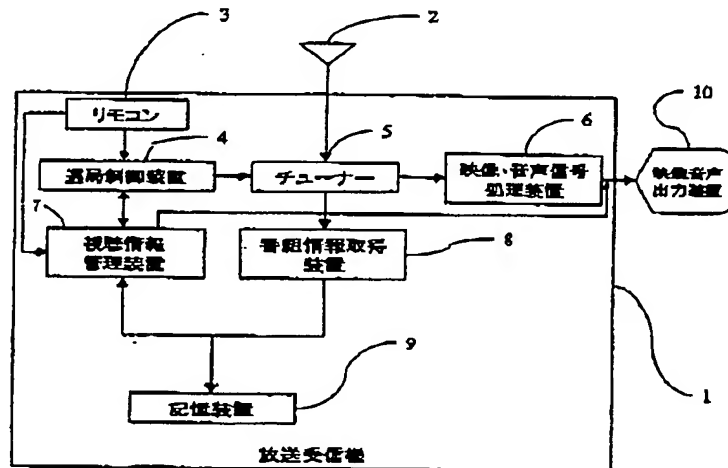 2
3
10
リモコン
4
5
6
選局制御装置
チューナー
映像・音声信号
処理装置
映像音声
出力装置
7
視聴情報
管理装置
番組情報取得
装置
8
9
1
記憶装置
放送受信機